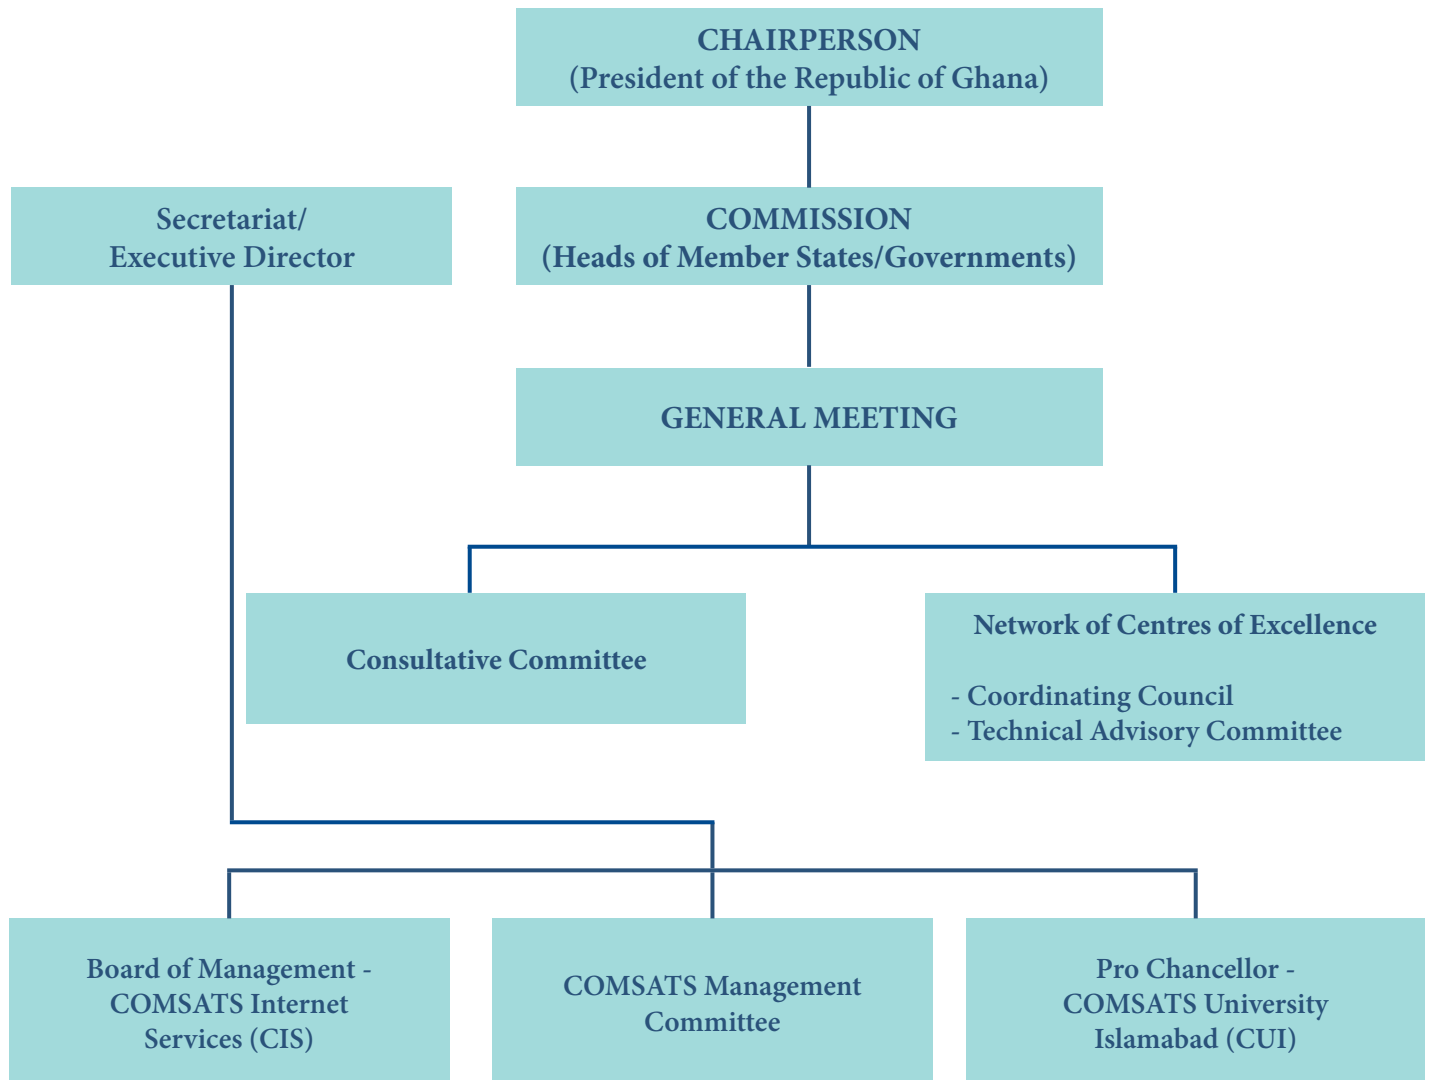 CHAIRPERSON
(President of the Republic of Ghana)
Secretariat/
Executive Director
COMMISSION
(Heads of Member States/Governments)
GENERAL MEETING
Consultative Committee
Network of Centres of Excellence
- Coordinating Council
- Technical Advisory Committee
Board of Management -
COMSATS Internet
Services (CIS)
COMSATS Management
Committee
Pro Chancellor -
COMSATS University
Islamabad (CUI)